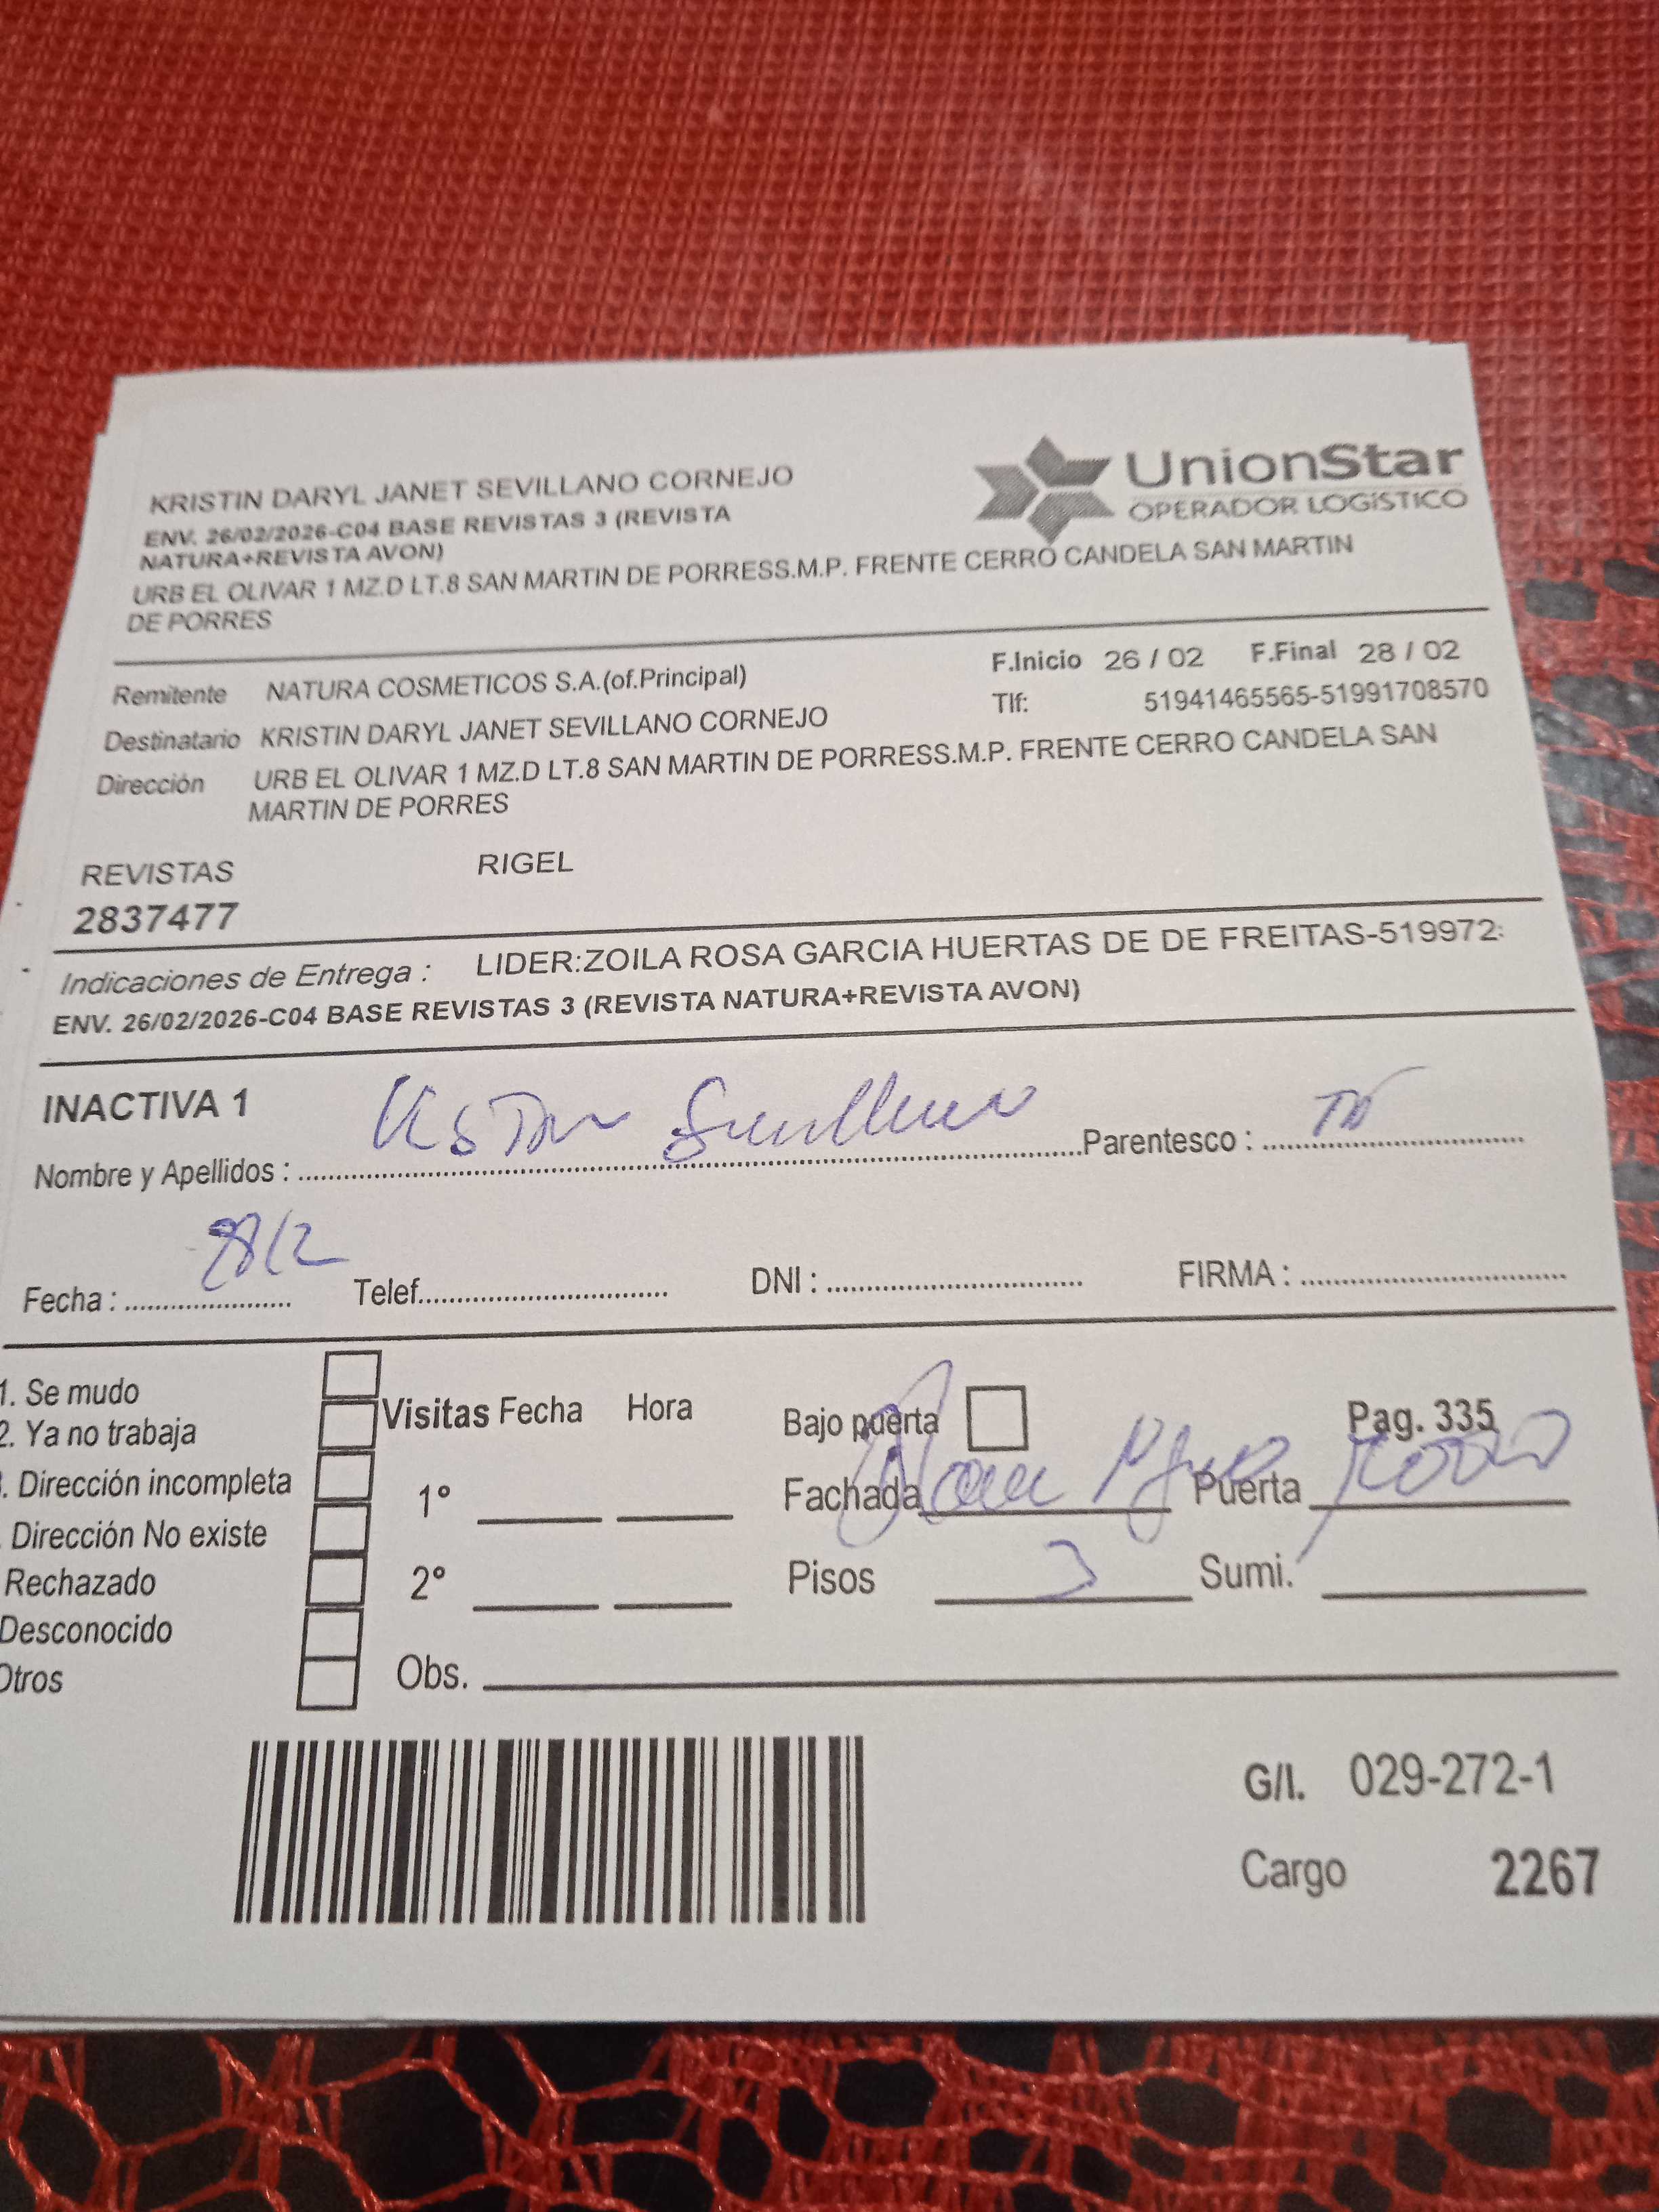 KRISTIN DARYL JANET SEVILLANO CORNEJO
UnionStar
OPERADOR LOGÍSTICO
ENV. 26/02/2026-C04 BASE REVISTAS 3 (REVISTA
NATURA+REVISTA AVON)
URB EL OLIVAR 1 MZ.D LT.8 SAN MARTIN DE PORRESS.M.P. FRENTE CERRO CANDELA SAN MARTIN
DE PORRES
F.Inicio 26 / 02 F.Final 28 / 02
Remitente NATURA COSMETICOS S.A.(of.Principal)
Tlf: 51941465565-51991708570
Destinatario KRISTIN DARYL JANET SEVILLANO CORNEJO
Dirección URB EL OLIVAR 1 MZ.D LT.8 SAN MARTIN DE PORRESS.M.P. FRENTE CERRO CANDELA SAN
MARTIN DE PORRES
REVISTAS RIGEL
2837477
Indicaciones de Entrega : LIDER:ZOILA ROSA GARCIA HUERTAS DE DE FREITAS-519972
ENV. 26/02/2026-C04 BASE REVISTAS 3 (REVISTA NATURA+REVISTA AVON)
INACTIVA 1
Nombre y Apellidos : Parentesco :
Fecha : 28/2 Telef. DNI : FIRMA :
1. Se mudo
2. Ya no trabaja
. Dirección incompleta
. Dirección No existe
Rechazado
Desconocido
Otros
Visitas Fecha Hora
1°
2°
Obs.
Bajo puerta Pag. 335
Fachada Puerta
Pisos 3 Sumi.
G/I. 029-272-1
Cargo 2267